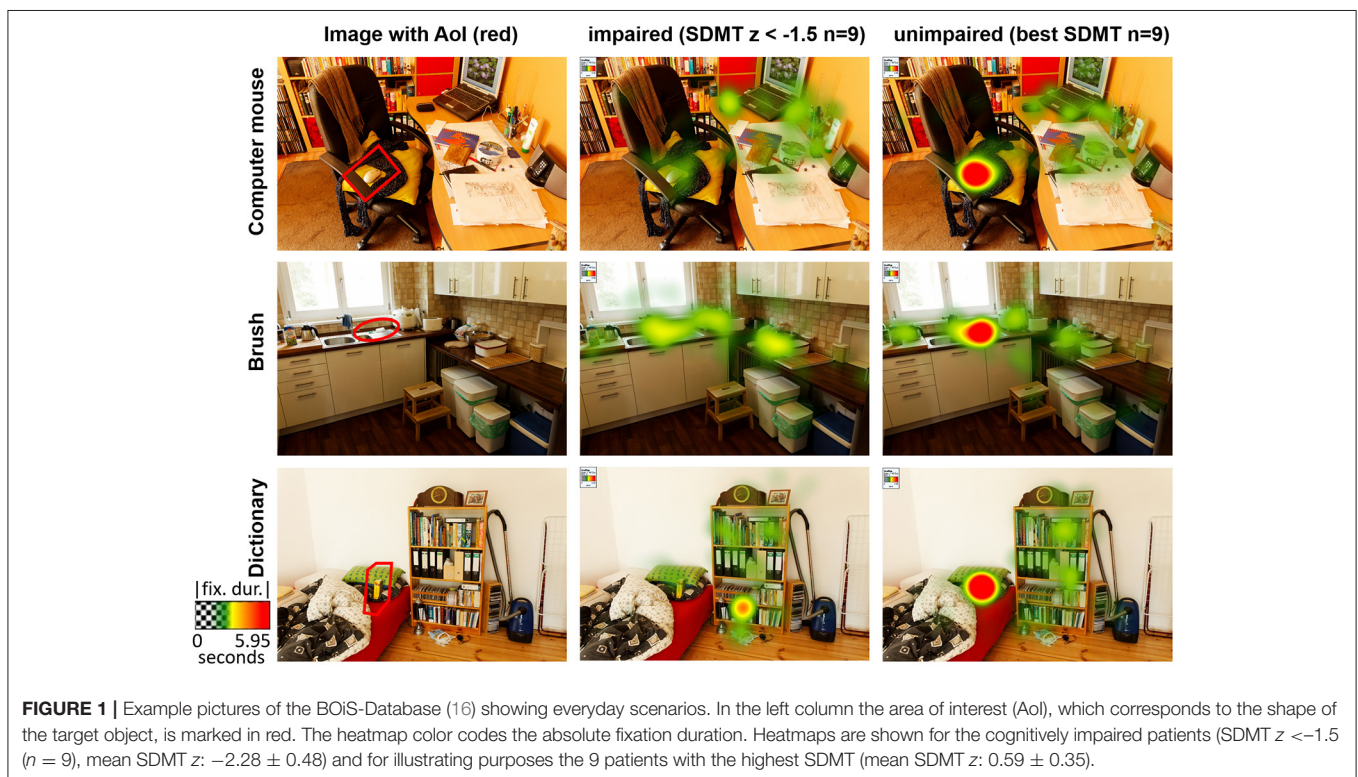 Image with AoI (red)
impaired (SDMT z < -1.5 n=9)
unimpaired (best SDMT n=9)
Computer mouse
Brush
Dictionary
|fix. dur.|
0 5.95
seconds
FIGURE 1 | Example pictures of the BOiS-Database (16) showing everyday scenarios. In the left column the area of interest (AoI), which corresponds to the shape of
the target object, is marked in red. The heatmap color codes the absolute fixation duration. Heatmaps are shown for the cognitively impaired patients (SDMT z <–1.5
(n = 9), mean SDMT z: −2.28 ± 0.48) and for illustrating purposes the 9 patients with the highest SDMT (mean SDMT z: 0.59 ± 0.35).